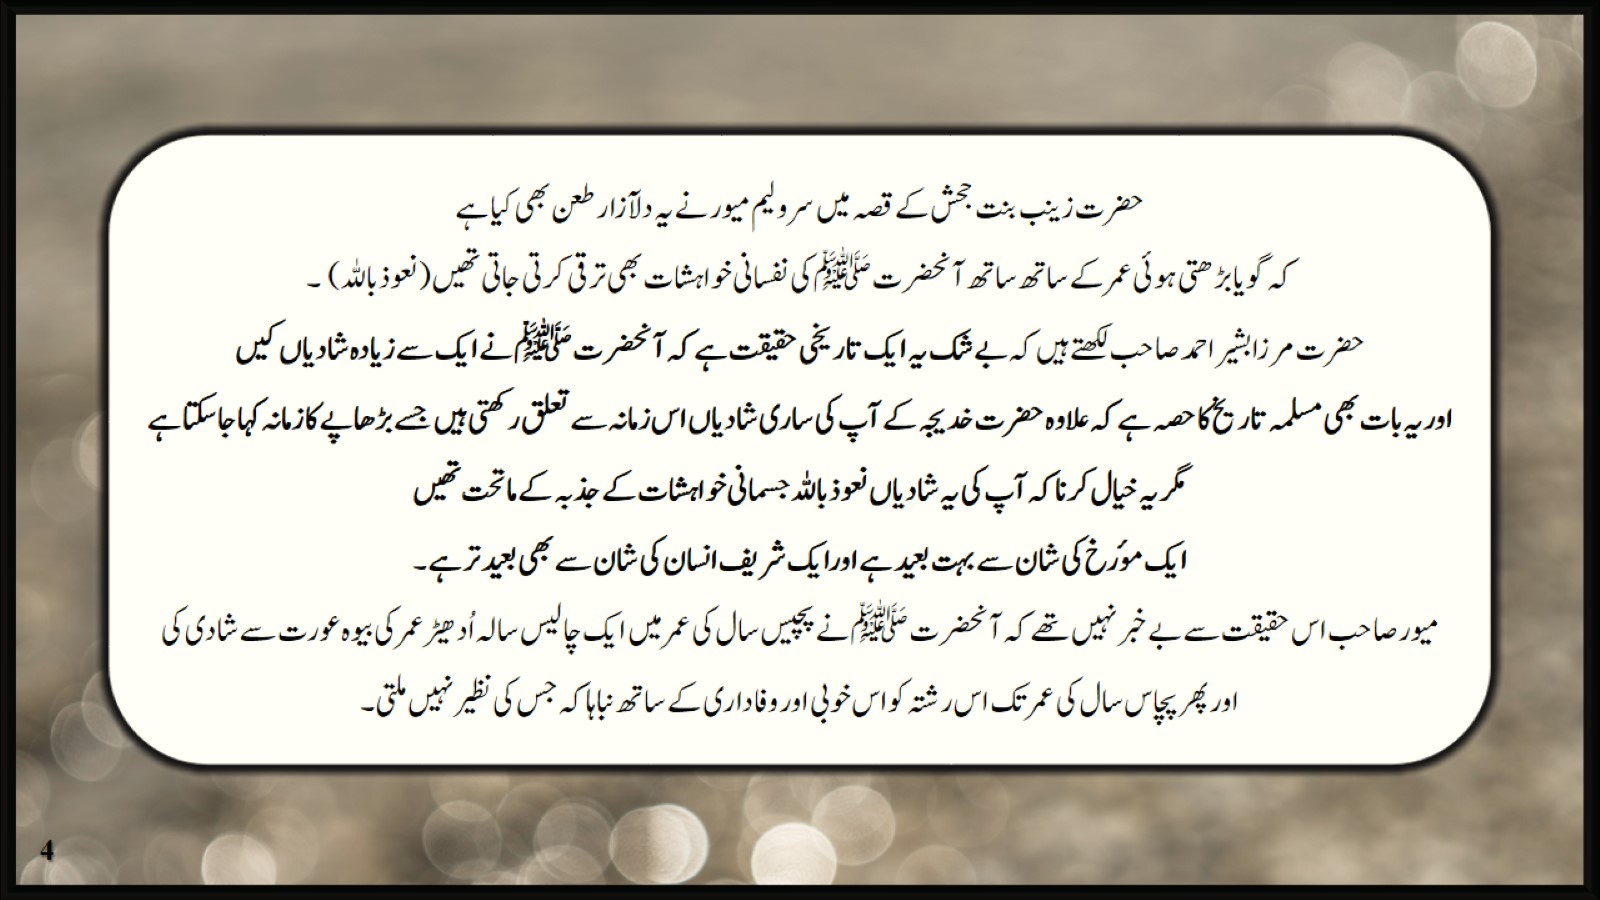 حضرت زینب بنت جحش کے قصہ میں سرولیم میور نے یہ دلآزار طعن بھی کیا ہے
کہ گویا بڑھتی ہوئی عمر کے ساتھ ساتھ آنحضرت ﷺ کی نفسانی خواہشات بھی ترقی کرتی جاتی تھیں (نعوذ باللہ) ۔
حضرت مرزا بشیر احمد صاحب لکھتے ہیں کہ بے شک یہ ایک تاریخی حقیقت ہے کہ آنحضرت ﷺ نے ایک سے زیادہ شادیاں کیں
اور یہ بات بھی مسلمہ تاریخ کا حصہ ہے کہ علاوہ حضرت خدیجہ کے آپ کی ساری شادیاں اس زمانہ سے تعلق رکھتی ہیں جسے بڑھاپے کا زمانہ کہا جا سکتا ہے
مگر یہ خیال کرنا کہ آپ کی یہ شادیاں نعوذ باللہ جسمانی خواہشات کے جذبہ کے ماتحت تھیں
ایک مؤرخ کی شان سے بہت بعید ہے اور ایک شریف انسان کی شان سے بھی بعید تر ہے۔
میور صاحب اس حقیقت سے بے خبر نہیں تھے کہ آنحضرت ﷺ نے پچیس سال کی عمر میں ایک چالیس سالہ اُدھیڑ عمر کی بیوہ عورت سے شادی کی
اور پھر پچاس سال کی عمر تک اس رشتہ کو اس خوبی اور وفاداری کے ساتھ نباہا کہ جس کی نظیر نہیں ملتی۔
4